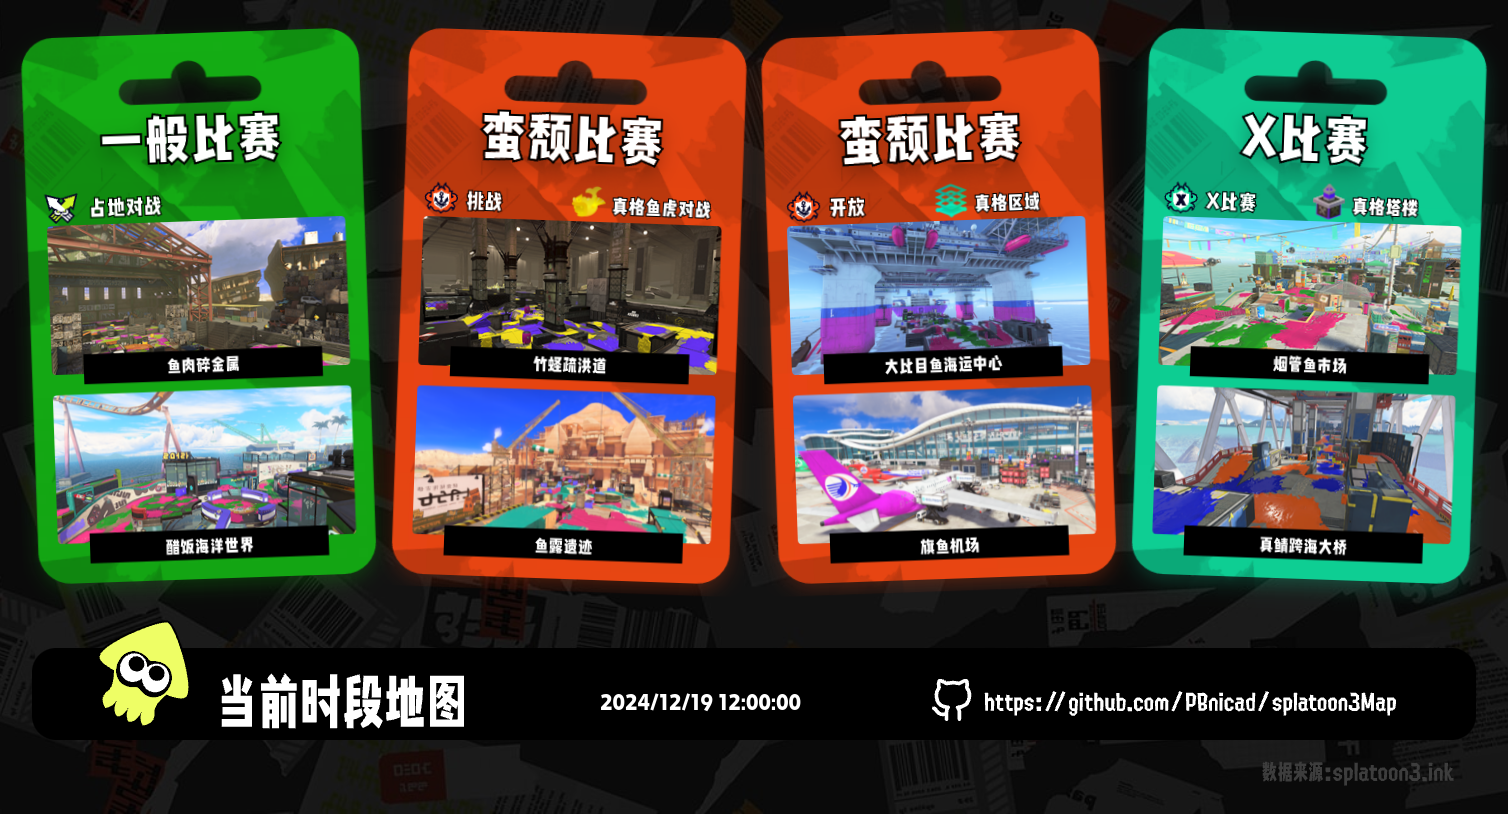 一般比赛
占地对战
鱼肉碎金属
醋饭海洋世界
蛮颓比赛
挑战
真格鱼虎对战
竹蛏疏洪道
鱼露遗迹
蛮颓比赛
开放
真格区域
大比目鱼海运中心
旗鱼机场
X比赛
X比赛
真格塔楼
烟管鱼市场
真鲭跨海大桥
当前时段地图
2024/12/19 12:00:00
https://github.com/PBnicad/splatoon3Map
数据来源:splatoon3.ink